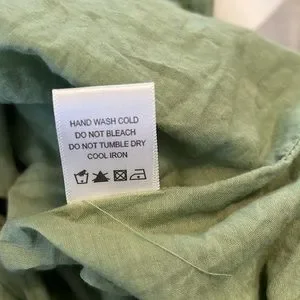 HAND WASH COLD
DO NOT BLEACH
DO NOT TUMBLE DRY
COOL IRON